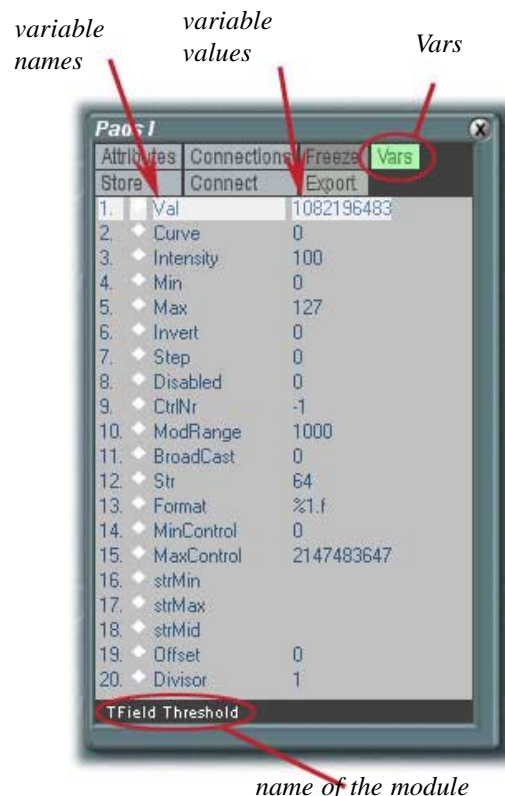 variable names
variable values
Vars
Pads I
X
Attributes Connections Freeze Vars
Store Connect Export
1. Val 1082196483
2. Curve 0
3. Intensity 100
4. Min 0
5. Max 127
6. Invert 0
7. Step 0
8. Disabled 0
9. CtrlNr -1
10. ModRange 1000
11. BroadCast 0
12. Str 64
13. Format %1.f
14. MinControl 0
15. MaxControl 2147483647
16. strMin
17. strMax
18. strMid
19. Offset 0
20. Divisor 1
TField Threshold
name of the module